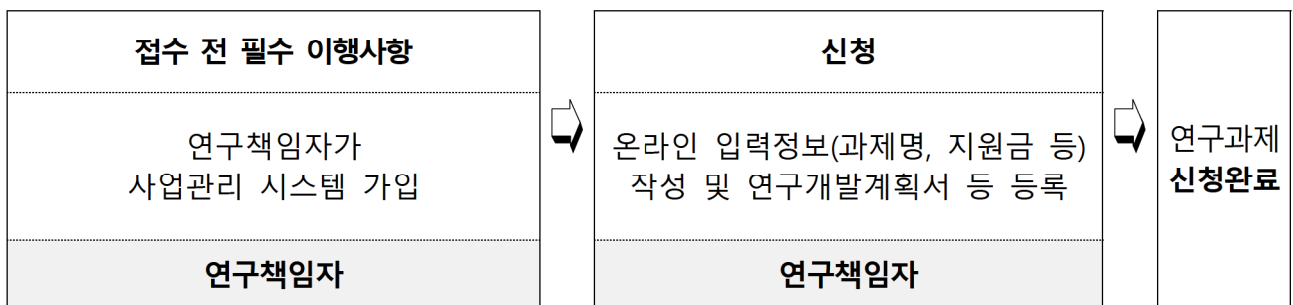 접수 전 필수 이행사항
연구책임자가
사업관리 시스템 가입
연구책임자
신청
온라인 입력정보(과제명, 지원금 등)
작성 및 연구개발계획서 등 등록
연구책임자
연구과제
신청완료